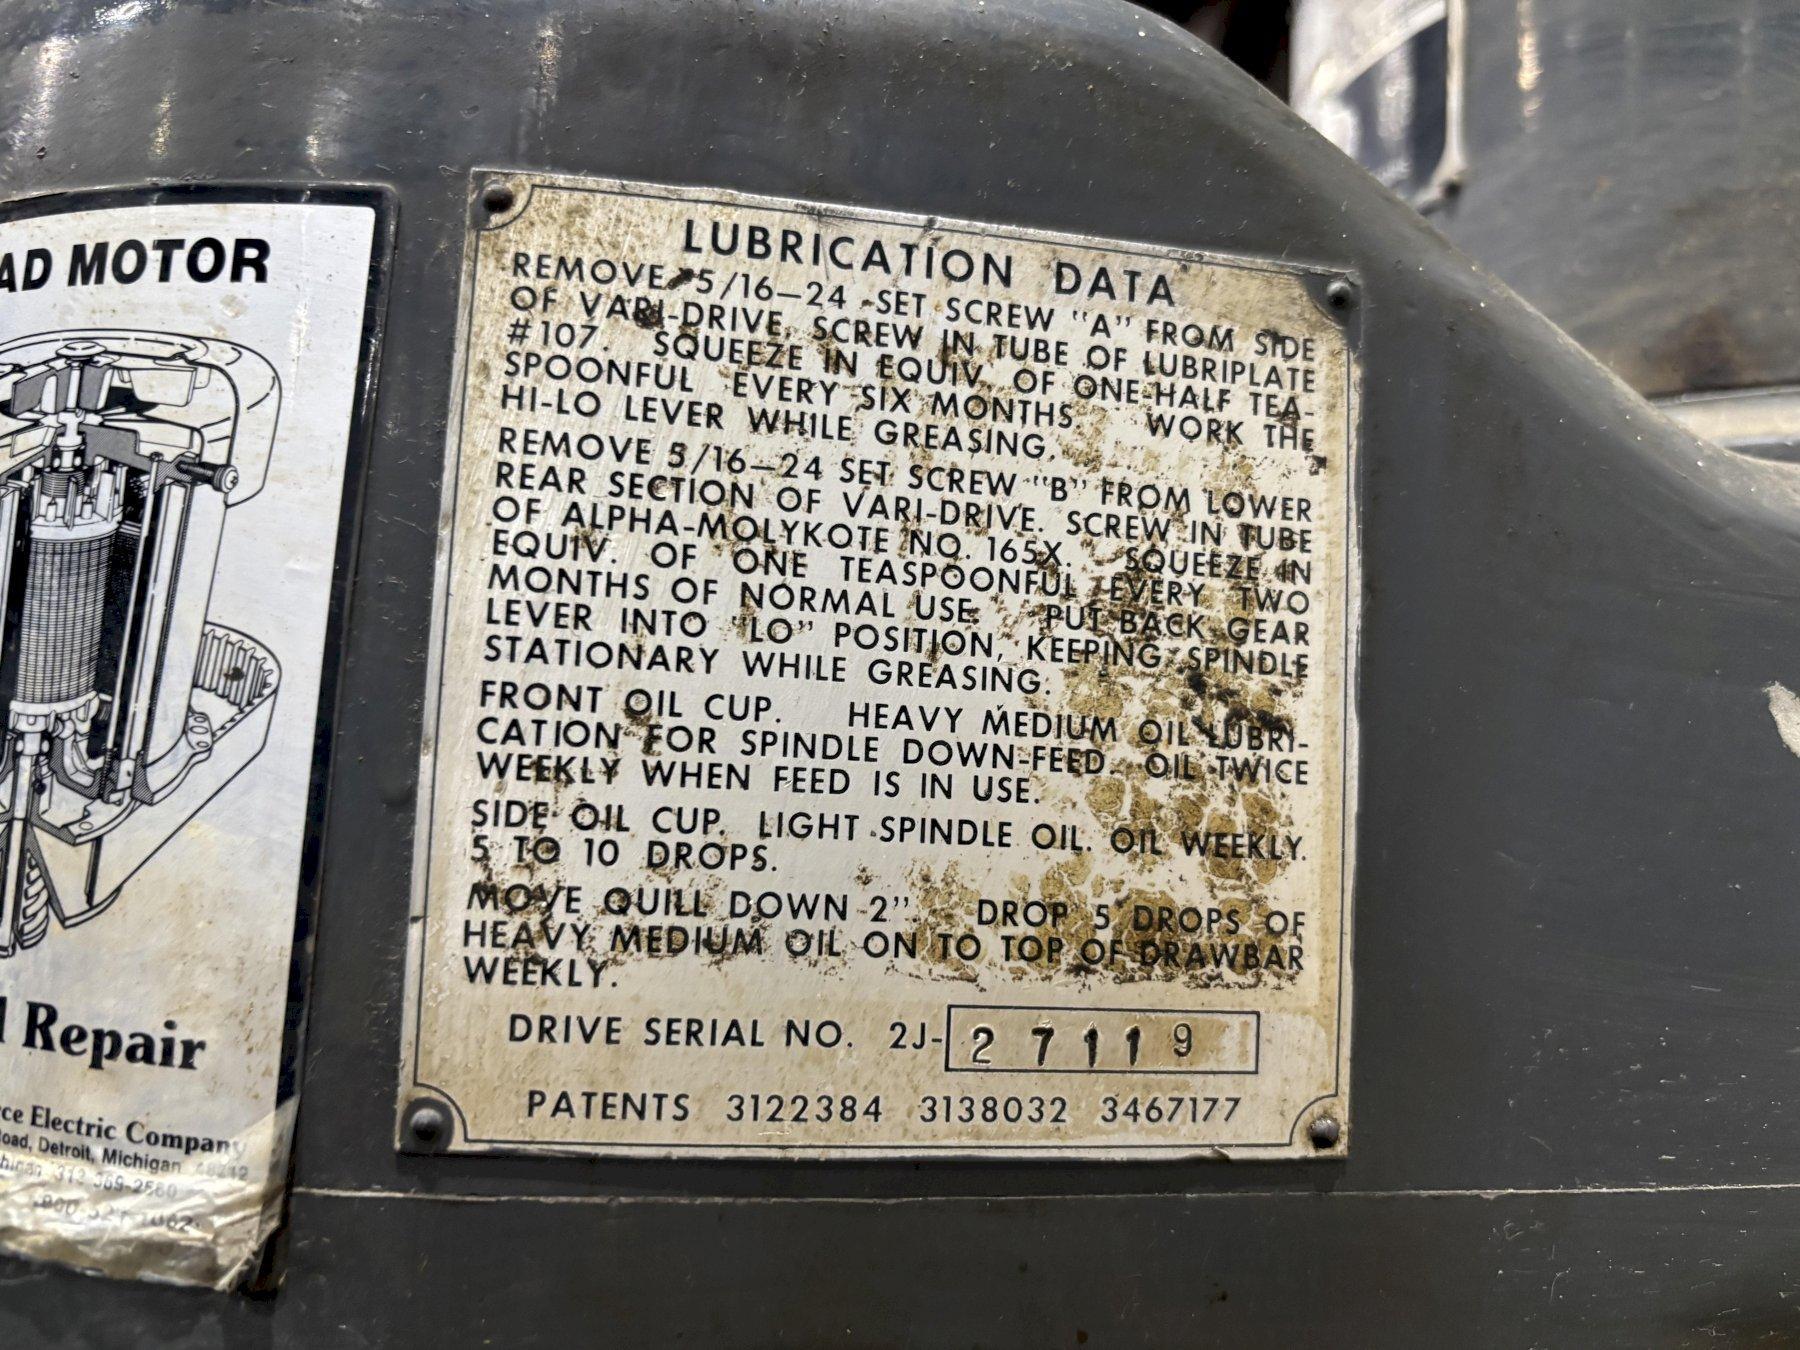 AD MOTOR
l Repair
ce Electric Company
oad, Detroit, Michigan 48212
higan 313-369-2560
LUBRICATION DATA
REMOVE 5/16—24 SET SCREW "A" FROM SIDE
OF VARI-DRIVE. SCREW IN TUBE OF LUBRIPLATE
#107. SQUEEZE IN EQUIV. OF ONE-HALF TEA-
SPOONFUL EVERY SIX MONTHS. WORK THE
HI-LO LEVER WHILE GREASING.
REMOVE 5/16—24 SET SCREW "B" FROM LOWER
REAR SECTION OF VARI-DRIVE. SCREW IN TUBE
OF ALPHA-MOLYKOTE NO. 165X. SQUEEZE IN
EQUIV. OF ONE TEASPOONFUL EVERY TWO
MONTHS OF NORMAL USE. PUT BACK GEAR
LEVER INTO "LO" POSITION, KEEPING SPINDLE
STATIONARY WHILE GREASING.
FRONT OIL CUP. HEAVY MEDIUM OIL LUBRI-
CATION FOR SPINDLE DOWN-FEED. OIL TWICE
WEEKLY WHEN FEED IS IN USE.
SIDE OIL CUP. LIGHT SPINDLE OIL. OIL WEEKLY.
5 TO 10 DROPS.
MOVE QUILL DOWN 2". DROP 5 DROPS OF
HEAVY MEDIUM OIL ON TO TOP OF DRAWBAR
WEEKLY.
DRIVE SERIAL NO. 2J-27119
PATENTS 3122384 3138032 3467177